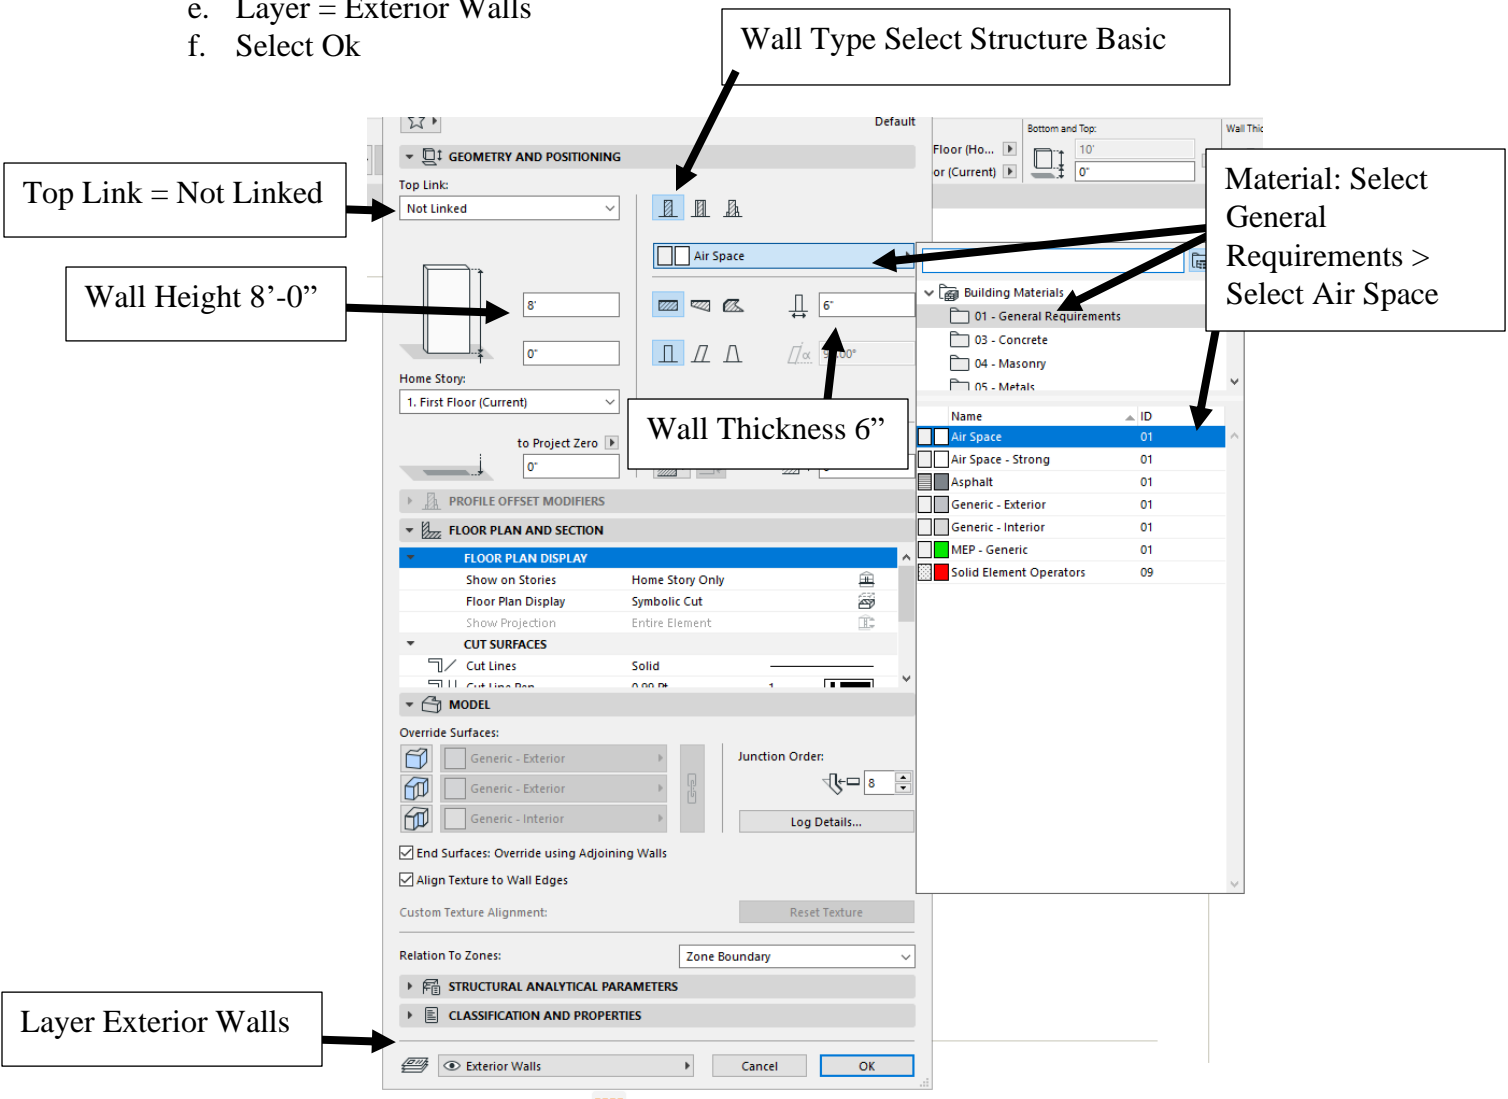 e. Layer = Exterior Walls
f. Select Ok
Wall Type Select Structure Basic
Default
Bottom and Top:
Wall Thic
Floor (Ho...
10'
or (Current)
0"
GEOMETRY AND POSITIONING
Top Link = Not Linked
Top Link:
Not Linked
Material: Select
General
Requirements >
Select Air Space
Air Space
Wall Height 8'-0”
8'
6"
0"
α
Building Materials
01 - General Requirements
03 - Concrete
04 - Masonry
05 - Metals
Home Story:
1. First Floor (Current)
Wall Thickness 6”
to Project Zero
0"
Name
ID
Air Space 01
Air Space - Strong 01
Asphalt 01
Generic - Exterior 01
Generic - Interior 01
MEP - Generic 01
Solid Element Operators 09
PROFILE OFFSET MODIFIERS
FLOOR PLAN AND SECTION
FLOOR PLAN DISPLAY
Show on Stories Home Story Only
Floor Plan Display Symbolic Cut
Show Projection Entire Element
CUT SURFACES
Cut Lines Solid
Cut Line Pen 0.99 Pt 1
MODEL
Override Surfaces:
Generic - Exterior
Generic - Exterior
Generic - Interior
Junction Order:
8
Log Details...
End Surfaces: Override using Adjoining Walls
Align Texture to Wall Edges
Custom Texture Alignment:
Reset Texture
Relation To Zones:
Zone Boundary
STRUCTURAL ANALYTICAL PARAMETERS
CLASSIFICATION AND PROPERTIES
Layer Exterior Walls
Exterior Walls
Cancel
OK